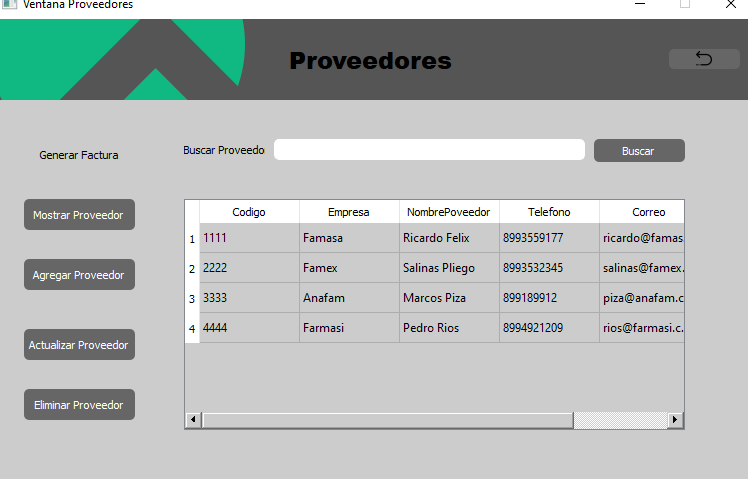 Ventana Proveedores
Proveedores
Generar Factura
Buscar Proveedo
Buscar
Mostrar Proveedor
Agregar Proveedor
Actualizar Proveedor
Eliminar Proveedor
Codigo Empresa NombrePoveedor Telefono Correo
1 1111 Famasa Ricardo Felix 8993559177 ricardo@famas
2 2222 Famex Salinas Pliego 8993532345 salinas@famex.
3 3333 Anafam Marcos Piza 899189912 piza@anafam.c
4 4444 Farmasi Pedro Rios 8994921209 rios@farmasi.c.